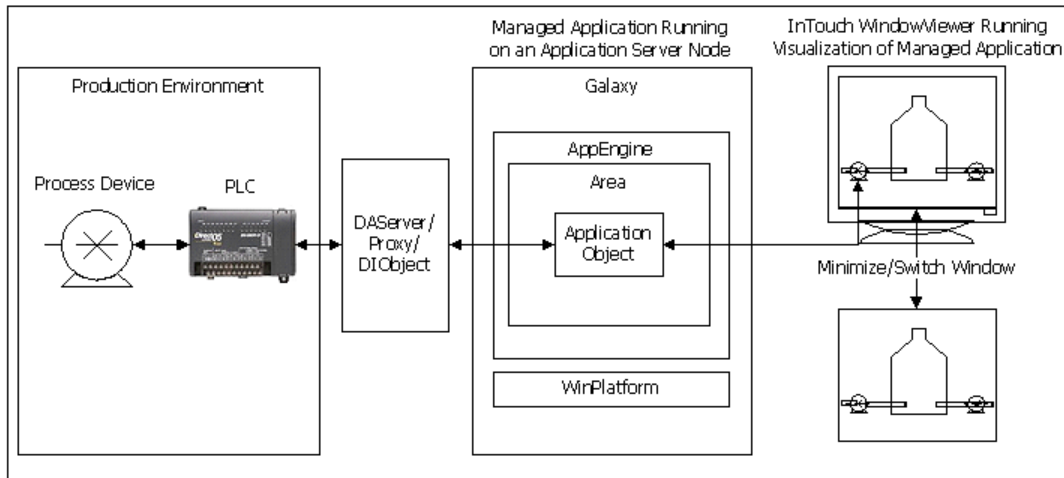 Managed Application Running
on an Application Server Node
InTouch WindowViewer Running
Visualization of Managed Application
Production Environment
Galaxy
AppEngine
Area
Process Device
PLC
DAServer/
Proxy/
DIObject
Application
Object
Minimize/Switch Window
WinPlatform